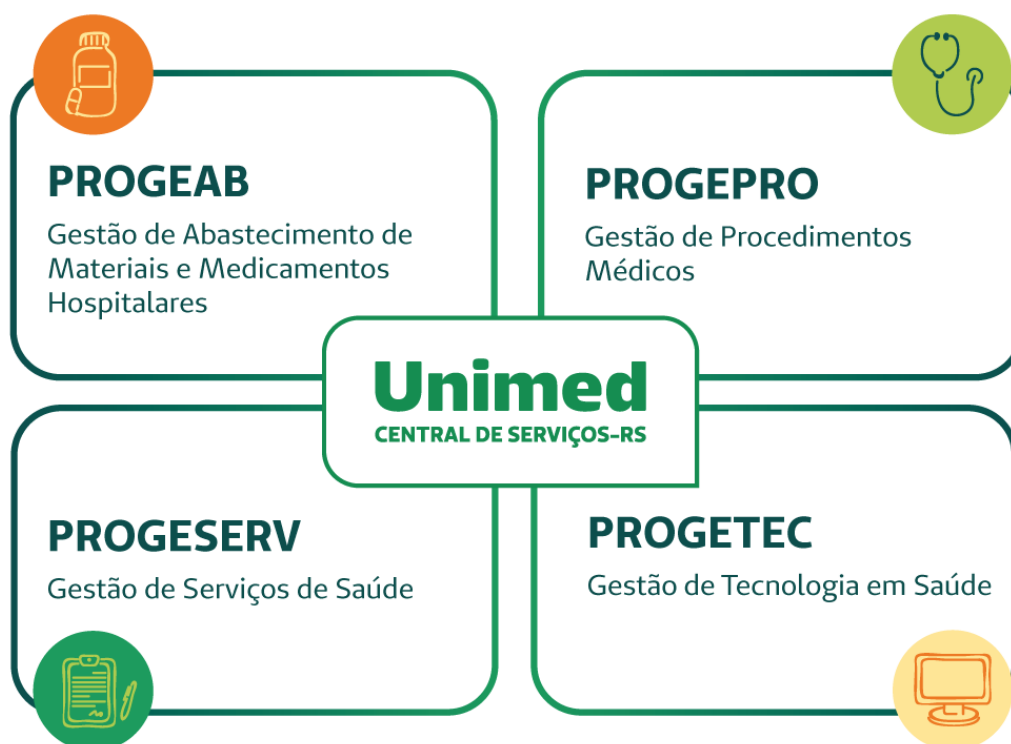 PROGEAB
Gestão de Abastecimento de
Materiais e Medicamentos
Hospitalares
PROGEPRO
Gestão de Procedimentos
Médicos
Unimed
CENTRAL DE SERVIÇOS-RS
PROGESERV
Gestão de Serviços de Saúde
PROGETEC
Gestão de Tecnologia em Saúde